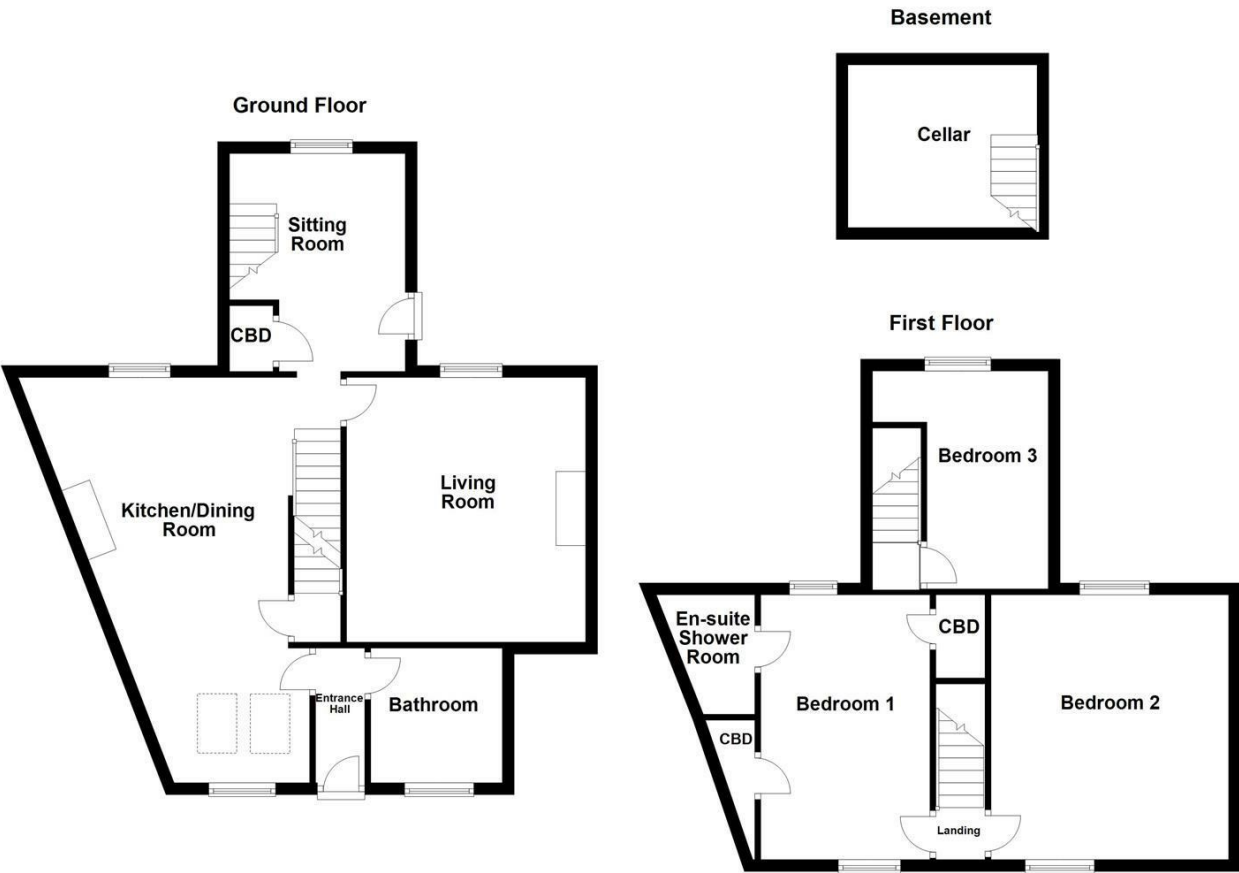 Basement
Cellar
Ground Floor
Sitting
Room
CBD
Kitchen/Dining
Room
Living
Room
Entrance
Hall
Bathroom
First Floor
Bedroom 3
En-suite
Shower
Room
CBD
Bedroom 1
Bedroom 2
CBD
Landing